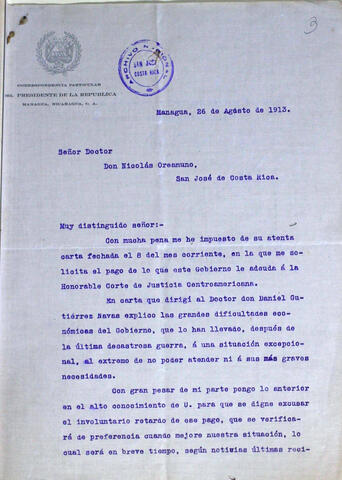 3
CORRESPONDENCIA PARTICULAR
DEL PRESIDENTE DE LA REPUBLICA
MANAGUA, NICARAGUA, C. A.
ARCHIVO NACIONAL
SAN JOSÉ
COSTA RICA
Managua, 26 de Agosto de 1913.
Señor Doctor
Don Nicolás Oreamuno,
San José de Costa Rica.
Muy distinguido señor:-
Con mucha pena me he impuesto de su atenta
carta fechada el 8 del mes corriente, en la que me so-
licita el pago de lo que este Gobierno le adeuda á la
Honorable Corte de Justicia Centroamericana.
En carta que dirigí al Doctor don Daniel Gu-
tiérrez Navas explico las grandes dificultades eco-
nómicas del Gobierno, que lo han llevado, después de
la última desastrosa guerra, á una situación excepcio-
nal, al extremo de no poder atender ni á sus más graves
necesidades.
Con gran pesar de mi parte pongo lo anterior
en el alto conocimiento de U. para que se digne excusar
el involuntario retardo de ese pago, que se verifica-
rá de preferencia cuando mejore nuestra situación, lo
cual será en breve tiempo, según noticias últimas reci-